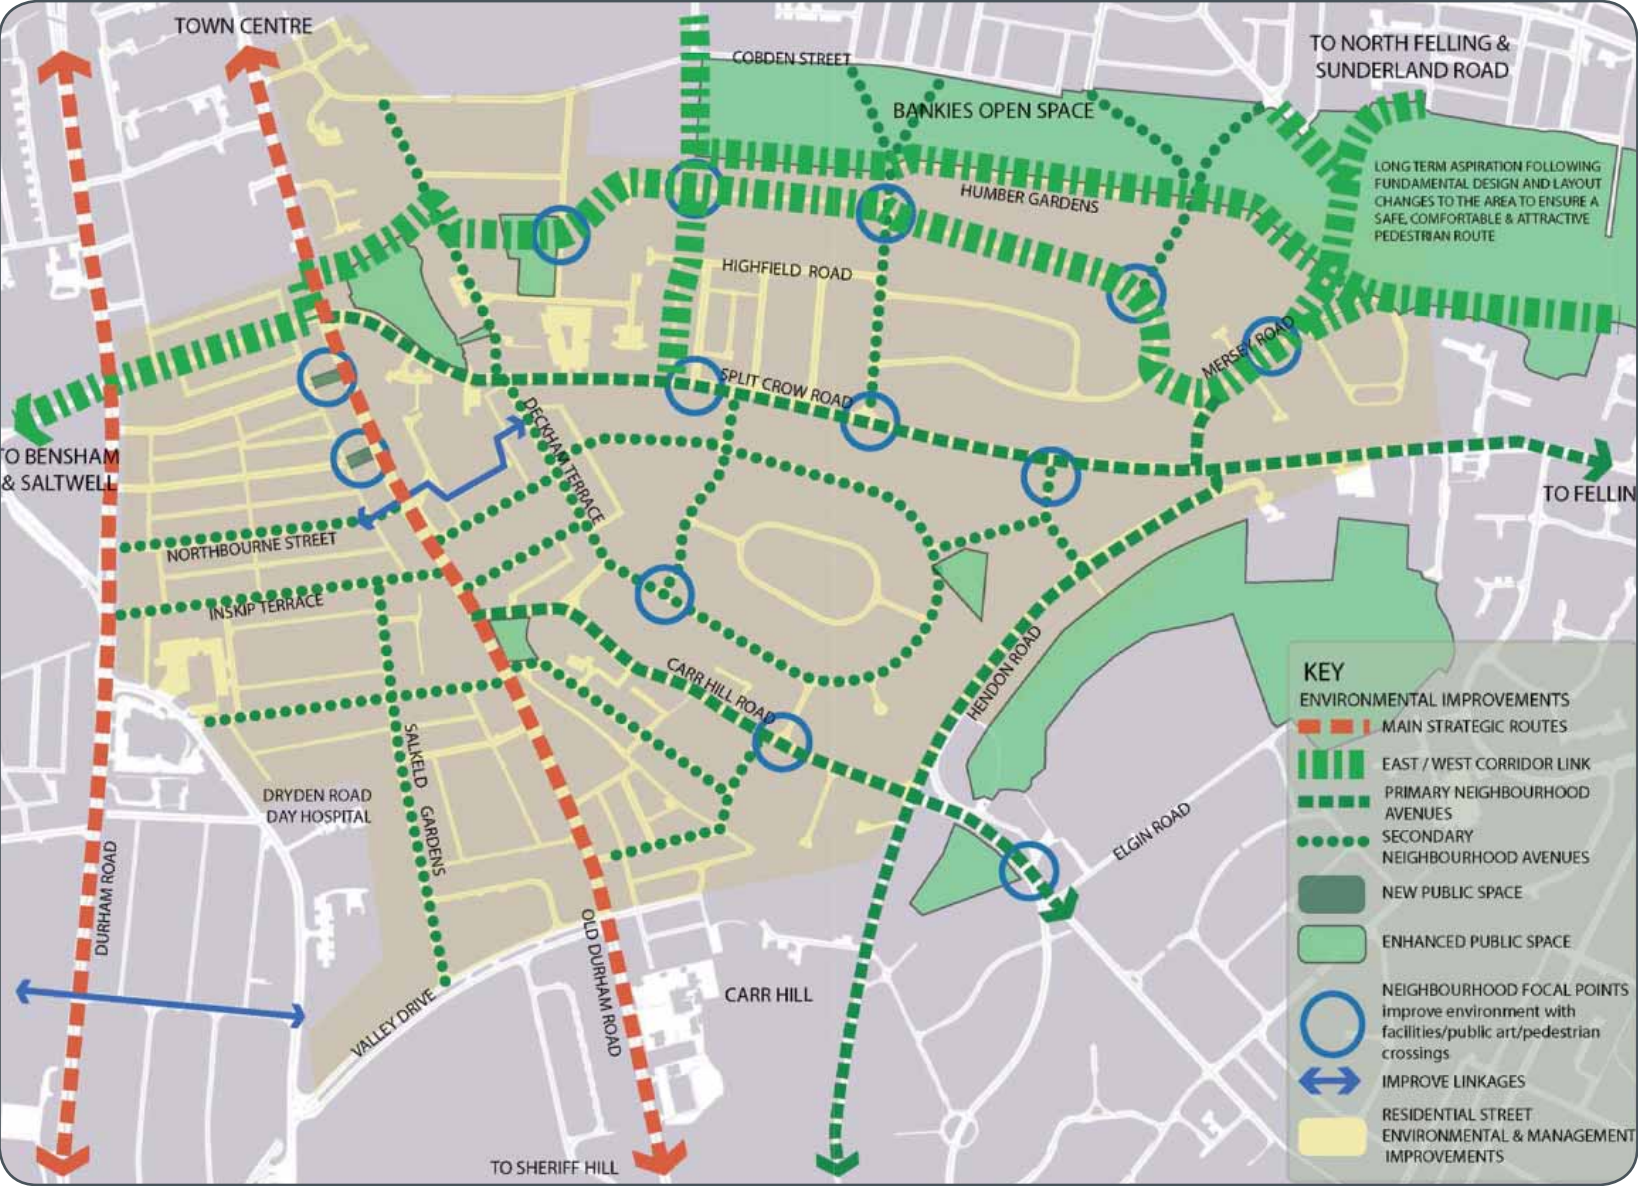 TOWN CENTRE
COBDEN STREET
TO NORTH FELLING &
SUNDERLAND ROAD
BANKIES OPEN SPACE
LONG TERM ASPIRATION FOLLOWING
FUNDAMENTAL DESIGN AND LAYOUT
CHANGES TO THE AREA TO ENSURE A
SAFE, COMFORTABLE & ATTRACTIVE
PEDESTRIAN ROUTE
HUMBER GARDENS
HIGHFIELD ROAD
MERSEY ROAD
SPLIT CROW ROAD
DECKHAM TERRACE
TO BENSHAM
& SALTWELL
TO FELLIN
NORTHBOURNE STREET
INSKIP TERRACE
CARR HILL ROAD
HENDON ROAD
SALKELD GARDENS
DRYDEN ROAD
DAY HOSPITAL
ELGIN ROAD
DURHAM ROAD
OLD DURHAM ROAD
CARR HILL
VALLEY DRIVE
TO SHERIFF HILL
KEY
ENVIRONMENTAL IMPROVEMENTS
MAIN STRATEGIC ROUTES
EAST / WEST CORRIDOR LINK
PRIMARY NEIGHBOURHOOD
AVENUES
SECONDARY
NEIGHBOURHOOD AVENUES
NEW PUBLIC SPACE
ENHANCED PUBLIC SPACE
NEIGHBOURHOOD FOCAL POINTS
improve environment with
facilities/public art/pedestrian
crossings
IMPROVE LINKAGES
RESIDENTIAL STREET
ENVIRONMENTAL & MANAGEMENT
IMPROVEMENTS